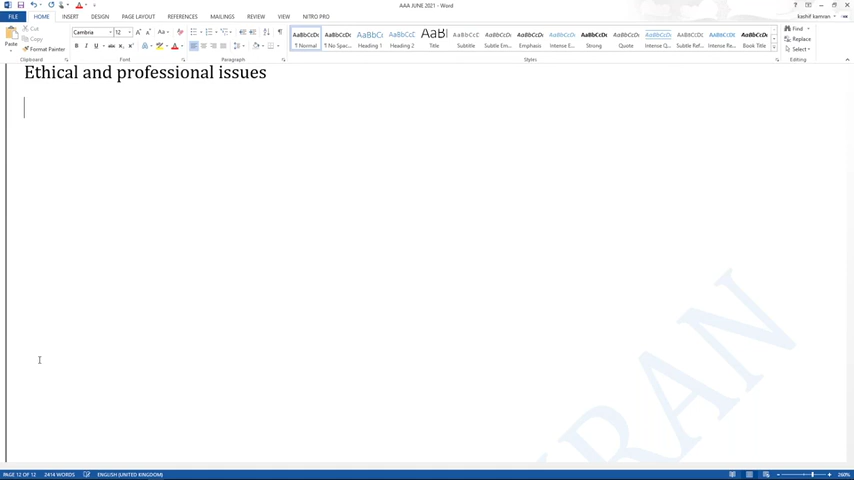 AAA JUNE 2021 - Word
kashif kamran
FILE HOME INSERT DESIGN PAGE LAYOUT REFERENCES MAILINGS REVIEW VIEW NITRO PRO
Paste
Cut
Copy
Format Painter
Clipboard
Cambria 12
Font
Paragraph
AaBbCcDc AaBbCcDc AaBbCc AaBbCc AaBI AaBbCcD AaBbCcDc AaBbCcDc AaBbCcDc AaBbCcDc AaBbCcDc AaBbCcDc AaBbCcDc AaBbCcDc
¶ Normal ¶ No Spac... Heading 1 Heading 2 Title Subtitle Subtle Em... Emphasis Intense E... Strong Quote Intense Q... Subtle Ref... Intense Re... Book Title
Styles
Find
Replace
Select
Editing
Ethical and professional issues
IRAN
PAGE 12 OF 12 2414 WORDS ENGLISH (UNITED KINGDOM) 260%